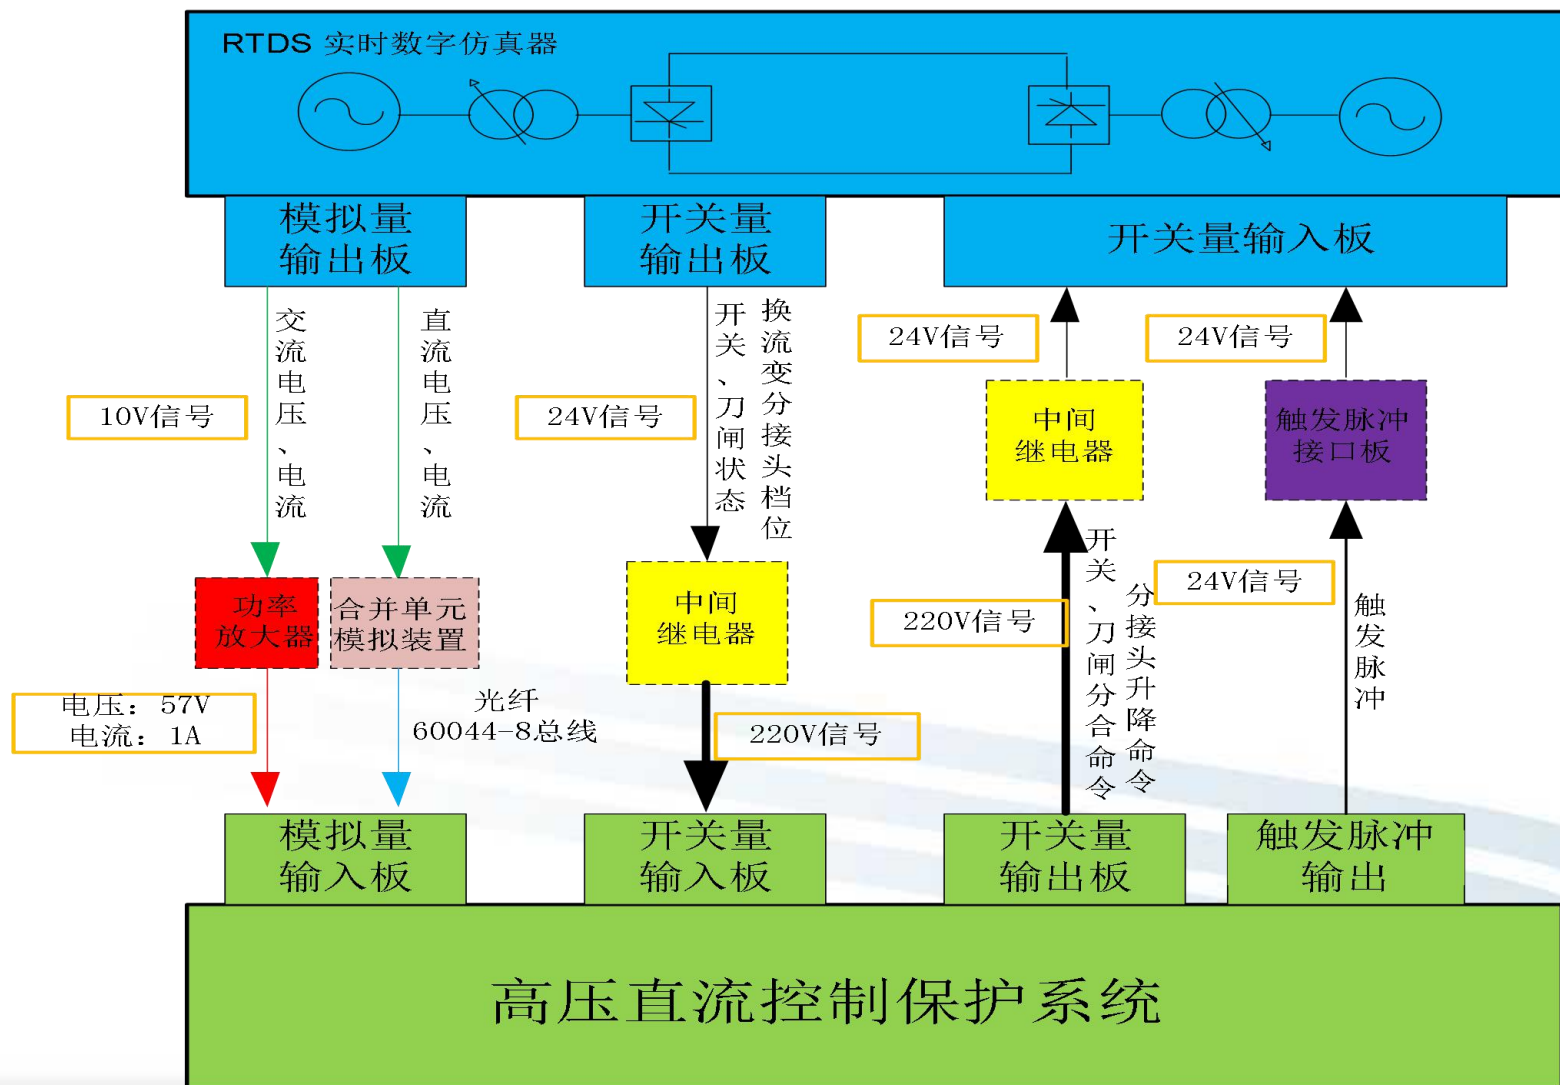 RTDS 实时数字仿真器
模拟量
输出板
开关量
输出板
开关量输入板
交流电压、电流
直流电压、电流
开关、刀闸状态
换流变分接头档位
24V信号
24V信号
10V信号
24V信号
中间
继电器
触发脉冲
接口板
功率
放大器
合并单元
模拟装置
中间
继电器
220V信号
开关、刀闸分合命令
分接头升降命令
24V信号
触发脉冲
电压：57V
电流：1A
光纤
60044-8总线
220V信号
模拟量
输入板
开关量
输入板
开关量
输出板
触发脉冲
输出
高压直流控制保护系统